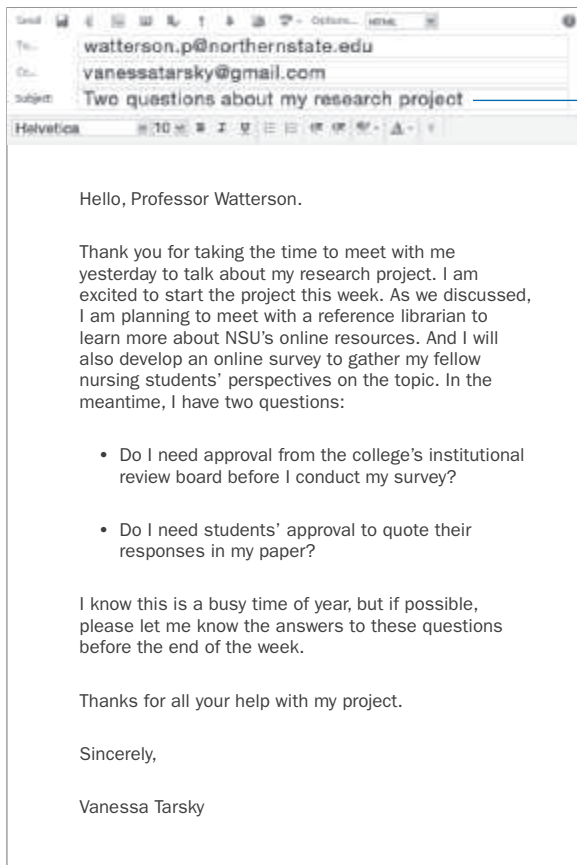 Send Options... HTML
To...
watterson.p@northernstate.edu
Cc...
vanessatarsky@gmail.com
Subject:
Two questions about my research project
Helvetica 10 B I U A
Hello, Professor Watterson.
Thank you for taking the time to meet with me
yesterday to talk about my research project. I am
excited to start the project this week. As we discussed,
I am planning to meet with a reference librarian to
learn more about NSU’s online resources. And I will
also develop an online survey to gather my fellow
nursing students’ perspectives on the topic. In the
meantime, I have two questions:
• Do I need approval from the college’s institutional
review board before I conduct my survey?
• Do I need students’ approval to quote their
responses in my paper?
I know this is a busy time of year, but if possible,
please let me know the answers to these questions
before the end of the week.
Thanks for all your help with my project.
Sincerely,
Vanessa Tarsky